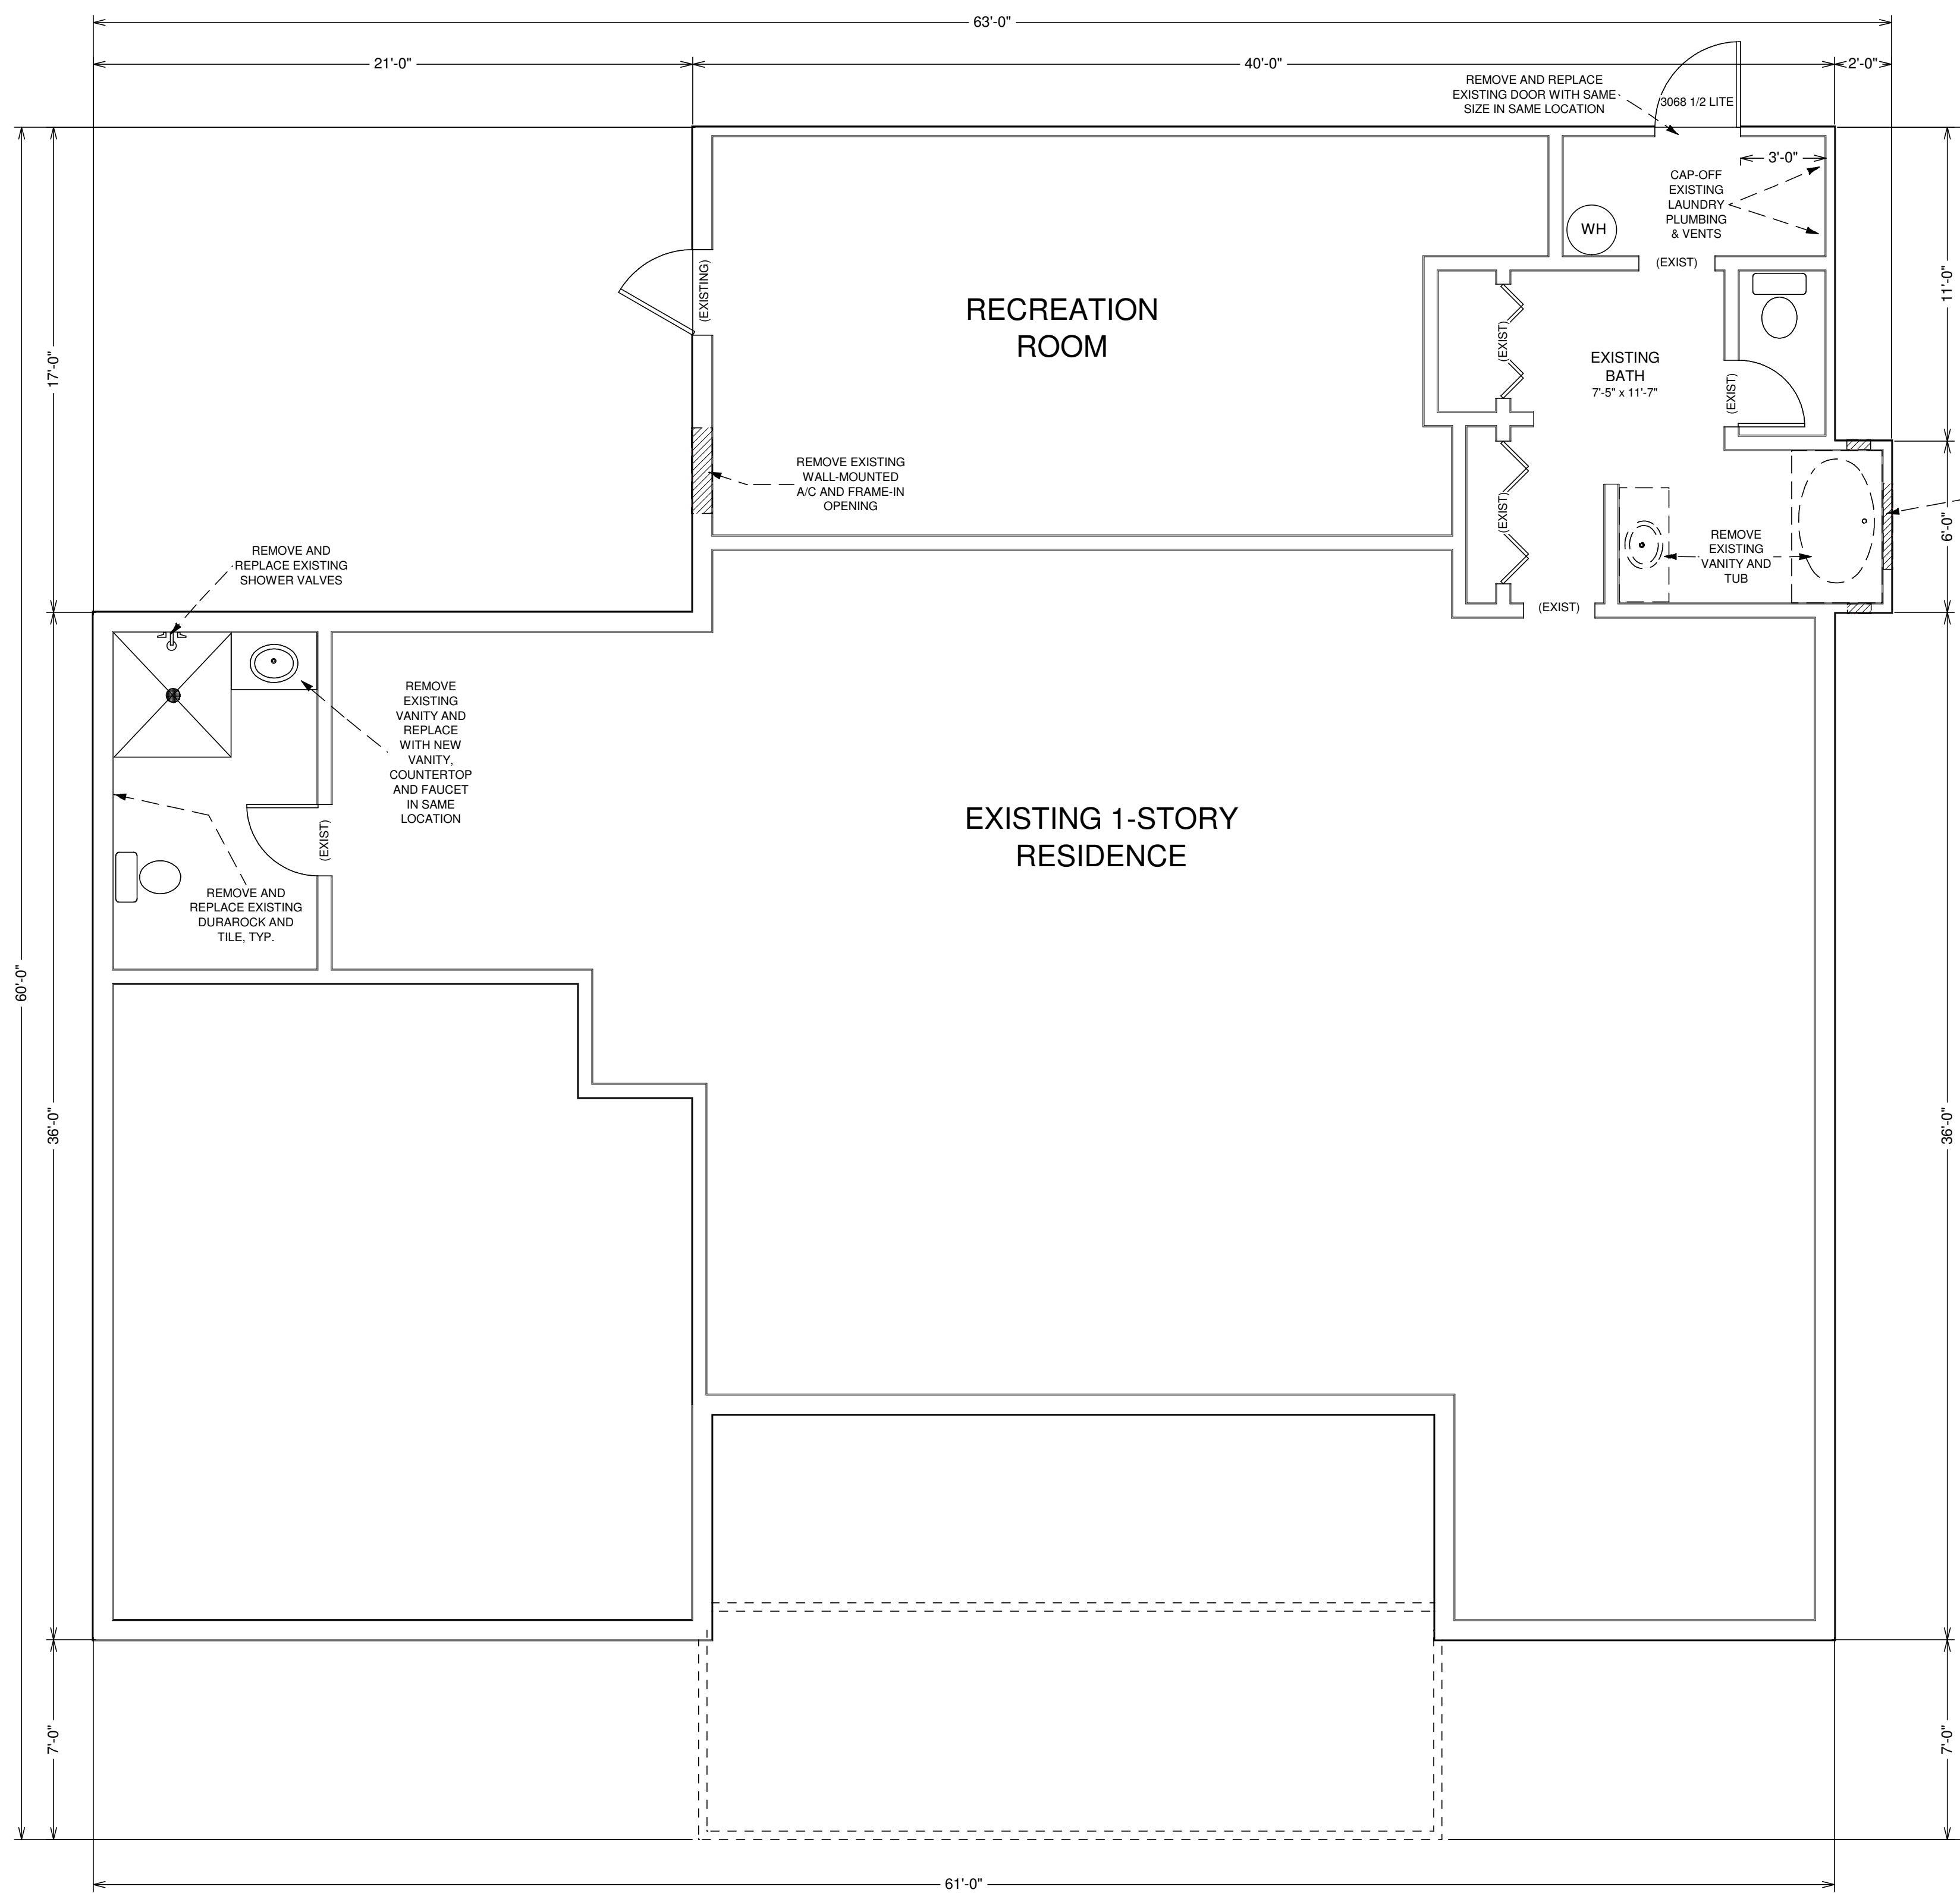 63'-0"
21'-0"
40'-0"
2'-0"
REMOVE AND REPLACE
EXISTING DOOR WITH SAME
SIZE IN SAME LOCATION
3068 1/2 LITE
3'-0"
CAP-OFF
EXISTING
LAUNDRY
PLUMBING
& VENTS
WH
(EXIST)
(EXISTING)
RECREATION
ROOM
(EXIST)
EXISTING
BATH
7'-5" x 11'-7"
(EXIST)
11'-0"
17'-0"
REMOVE EXISTING
WALL-MOUNTED
A/C AND FRAME-IN
OPENING
(EXIST)
REMOVE
EXISTING
VANITY AND
TUB
6'-0"
REMOVE AND
REPLACE EXISTING
SHOWER VALVES
(EXIST)
REMOVE
EXISTING
VANITY AND
REPLACE
WITH NEW
VANITY,
COUNTERTOP
AND FAUCET
IN SAME
LOCATION
EXISTING 1-STORY
RESIDENCE
(EXIST)
REMOVE AND
REPLACE EXISTING
DURAROCK AND
TILE, TYP.
60'-0"
36'-0"
36'-0"
7'-0"
7'-0"
61'-0"